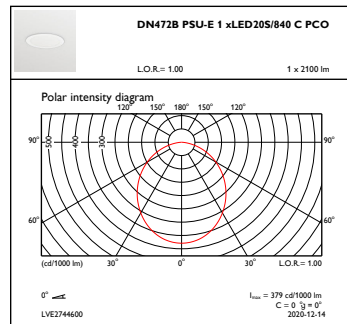 DN472B PSU-E 1 xLED20S/840 C PCO
L.O.R.= 1.00 1 x 2100 lm
Polar intensity diagram
120° 150° 180° 150° 120°
90° 500 400 300 90°
60° 60°
(cd/1000 lm) 30° 0° 30° L.O.R.= 1.00
0°
Imax = 379 cd/1000 lm
C = 0 °g = 0°
LVE2744600 2020-12-14